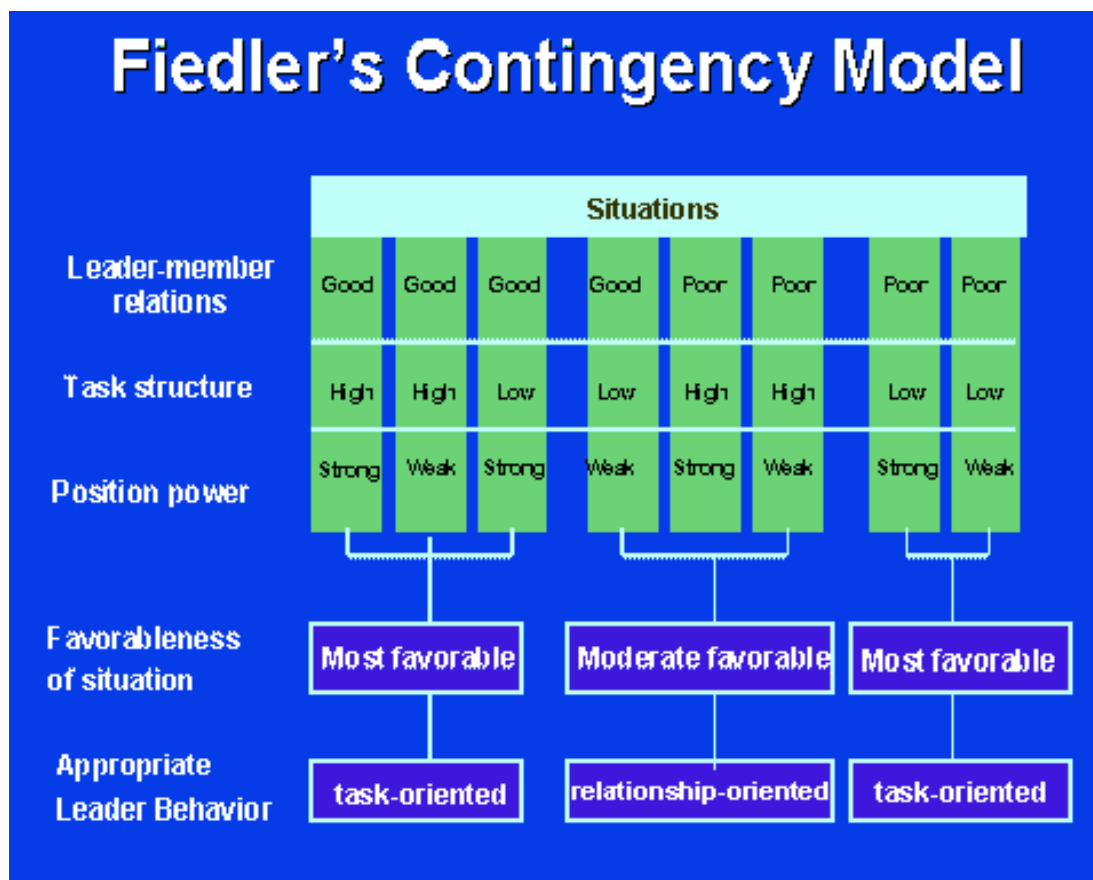 Fiedler's Contingency Model
Situations
Leader-member
relations
Good Good Good Good Poor Poor Poor Poor
Task structure
High High Low Low High High Low Low
Position power
Strong Weak Strong Weak Strong Weak Strong Weak
Favorableness
of situation
Most favorable Moderate favorable Most favorable
Appropriate
Leader Behavior
task-oriented relationship-oriented task-oriented